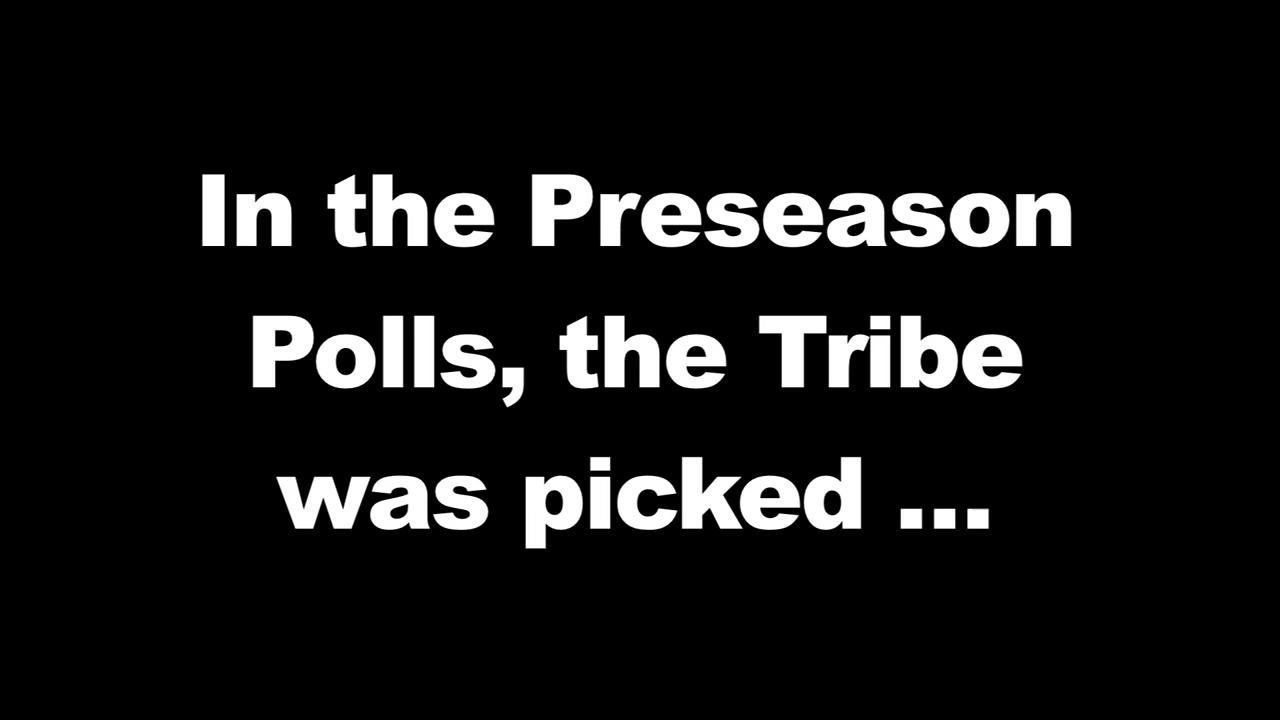 In the Preseason
Polls, the Tribe
was picked ...